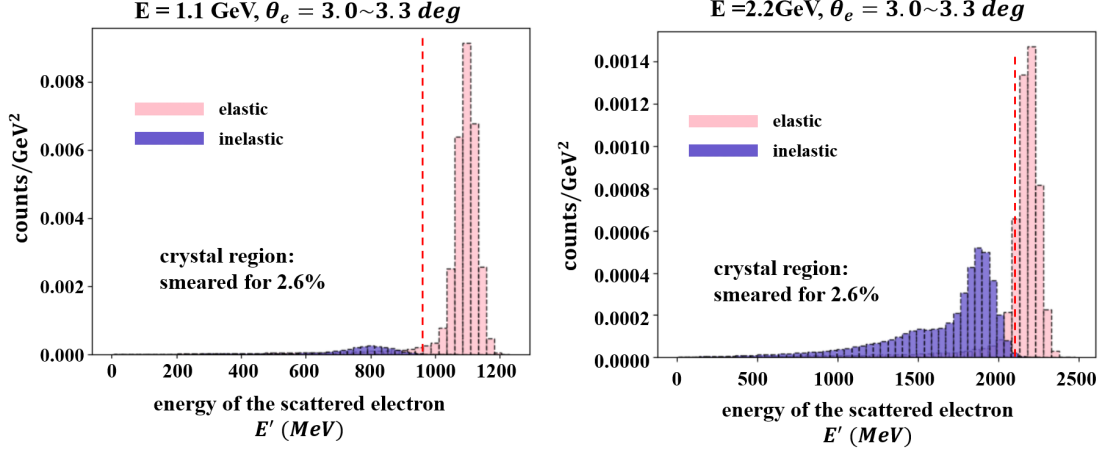 E = 1.1 GeV, θₑ = 3.0~3.3 deg
counts/GeV²
0.008
0.006
0.004
0.002
0.000
elastic
inelastic
crystal region:
smeared for 2.6%
0 200 400 600 800 1000 1200
energy of the scattered electron
E′ (MeV)
E =2.2GeV, θₑ = 3.0~3.3 deg
counts/GeV²
0.0014
0.0012
0.0010
0.0008
0.0006
0.0004
0.0002
0.0000
elastic
inelastic
crystal region:
smeared for 2.6%
0 500 1000 1500 2000 2500
energy of the scattered electron
E′ (MeV)